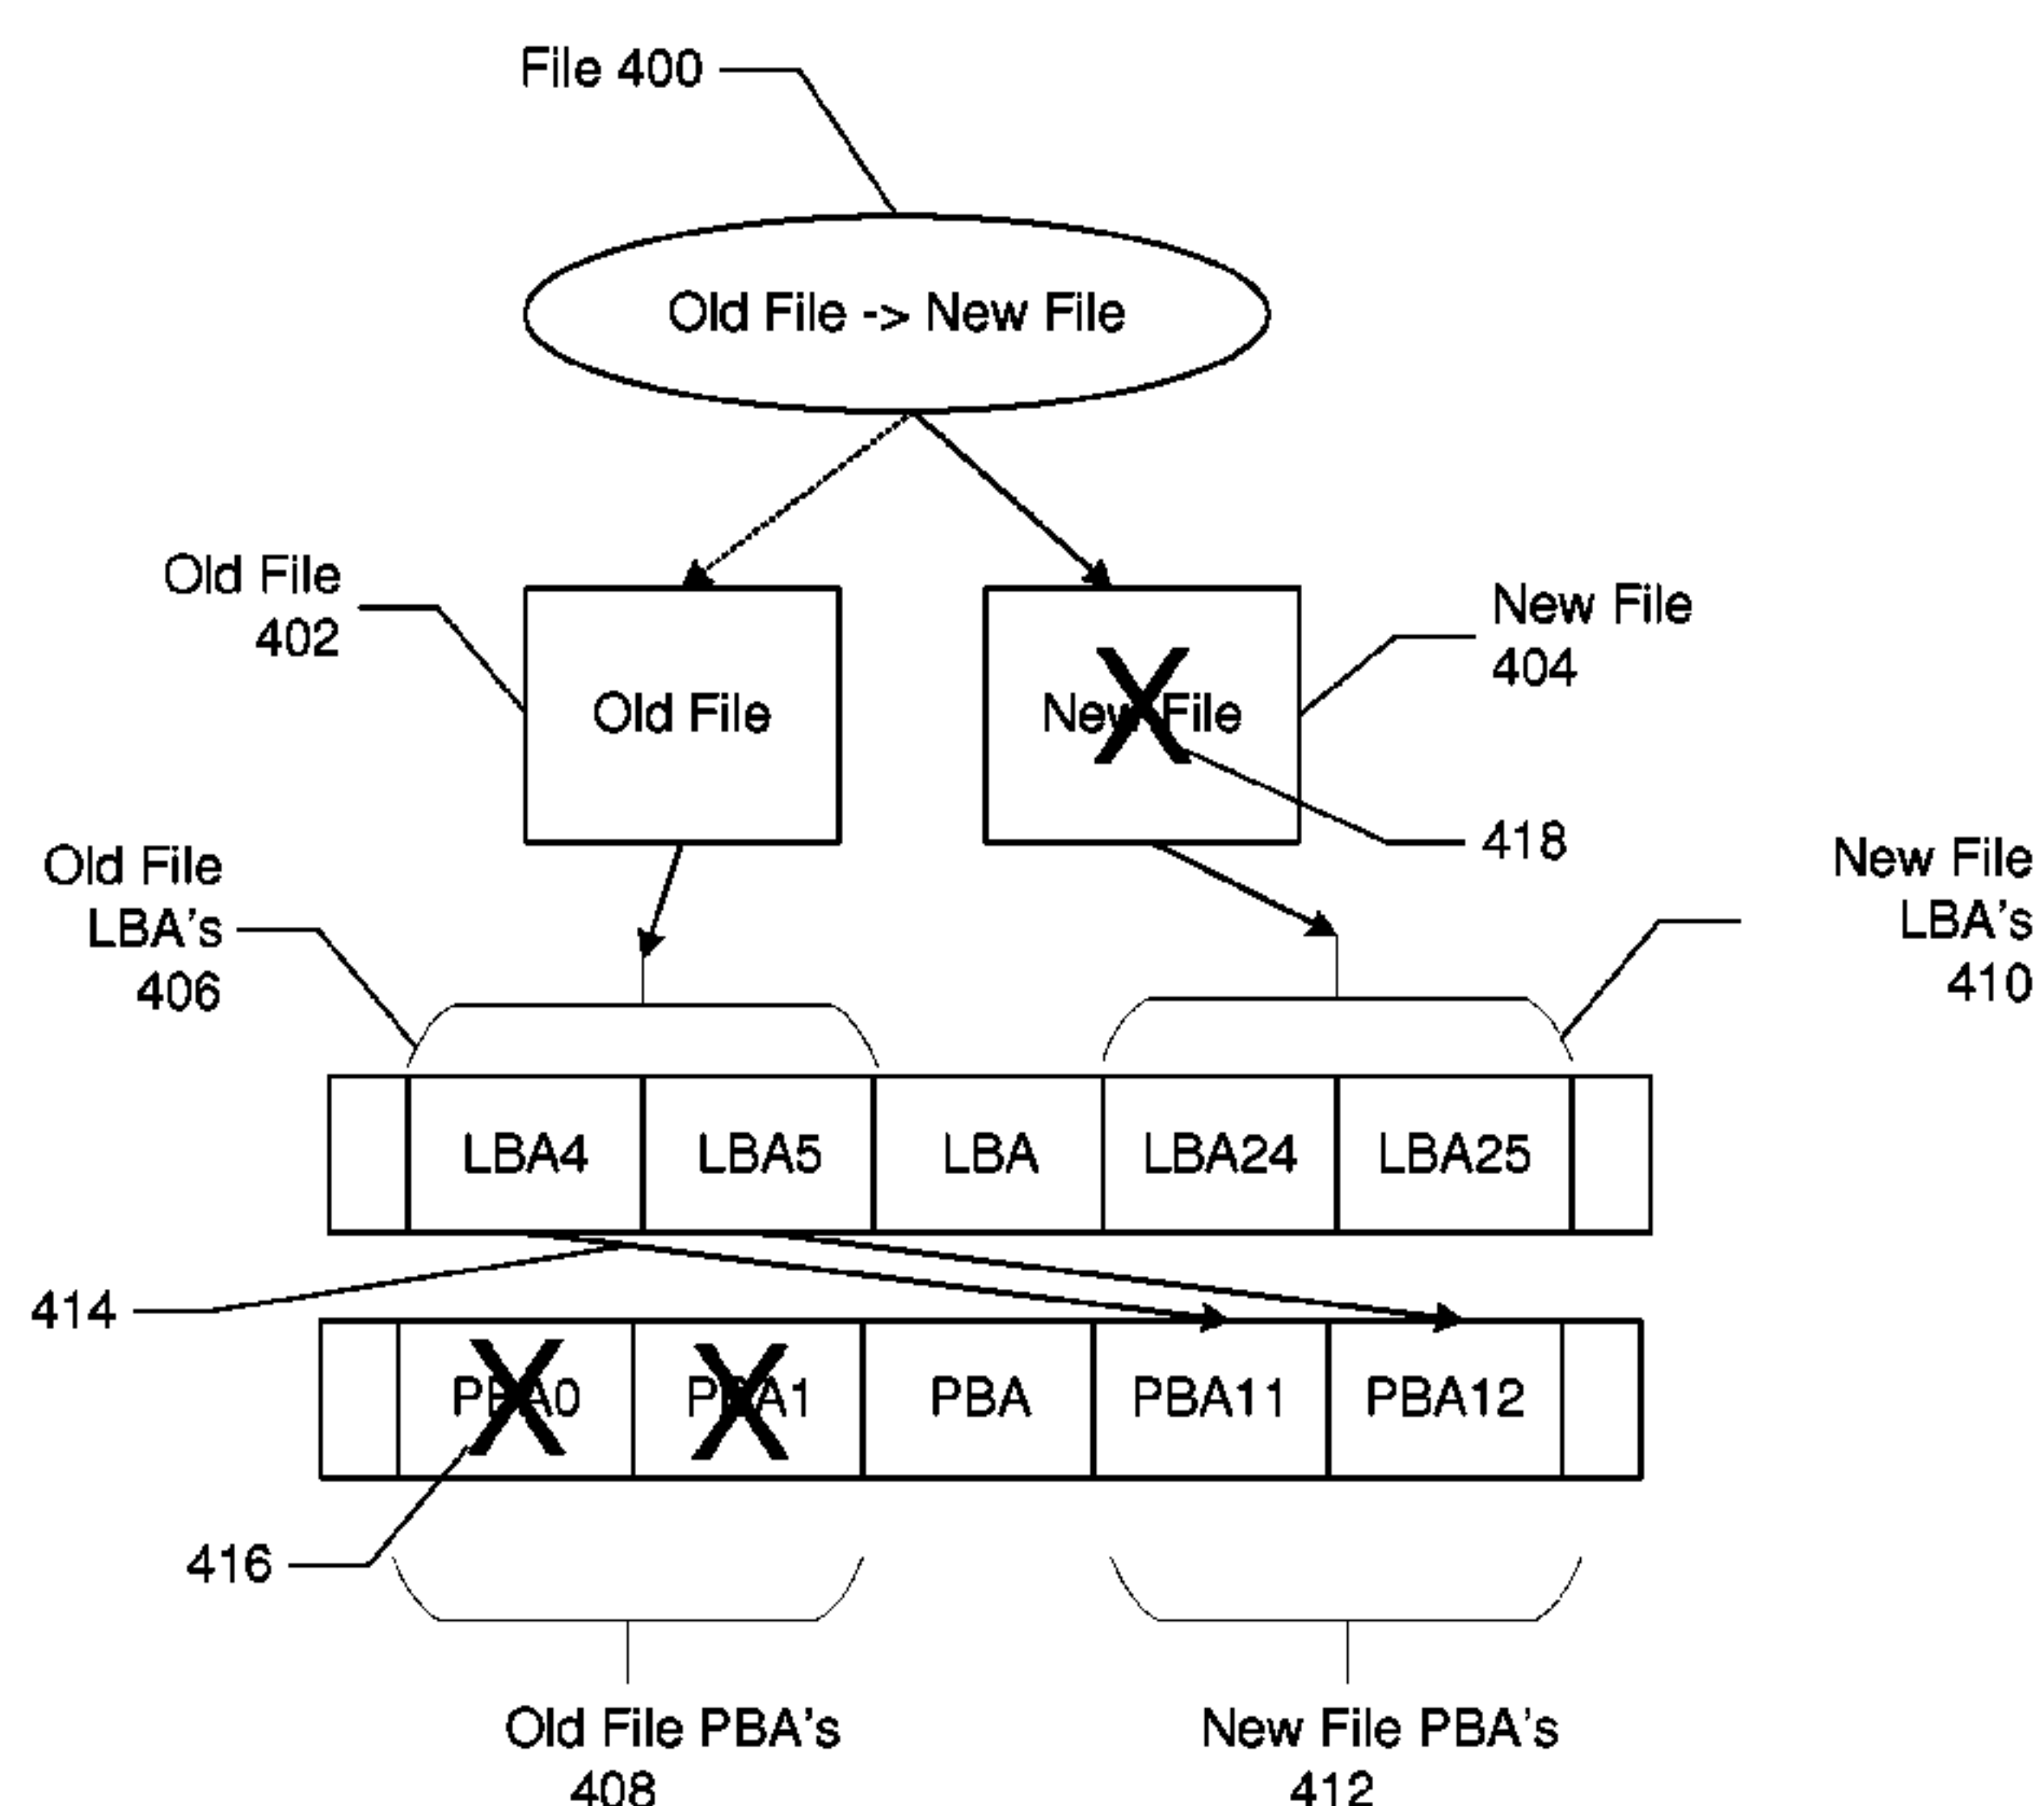 File 400
Old File -> New File
Old File
402
New File
404
Old File
New File
418
Old File
LBA's
406
New File
LBA's
410
LBA4
LBA5
LBA
LBA24
LBA25
414
PBA0
PBA1
PBA
PBA11
PBA12
416
Old File PBA's
408
New File PBA's
412